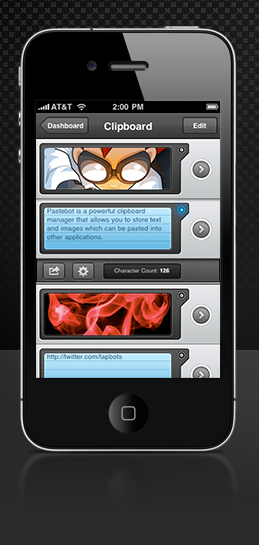 AT&T 2:00 PM
Dashboard Clipboard Edit
Pastebot is a powerful clipboard
manager that allows you to store text
and images which can be pasted into
other applications.
Character Count: 126
http://twitter.com/tapbots